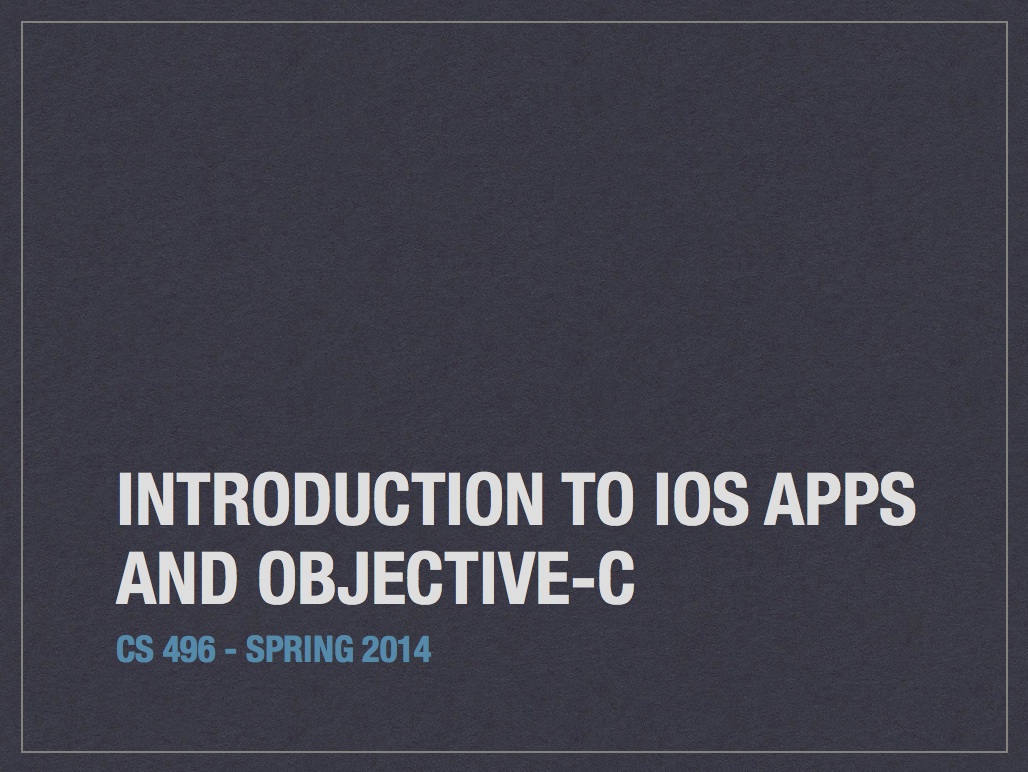 INTRODUCTION TO IOS APPS
AND OBJECTIVE-C
CS 496 - SPRING 2014